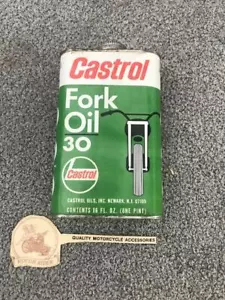 Castrol
Fork
Oil
30
Castrol
CASTROL OILS, INC. NEWARK, N.J. 07105
CONTENTS 16 FL. OZ. (ONE PINT)
QUALITY MOTORCYCLE ACCESSORIES